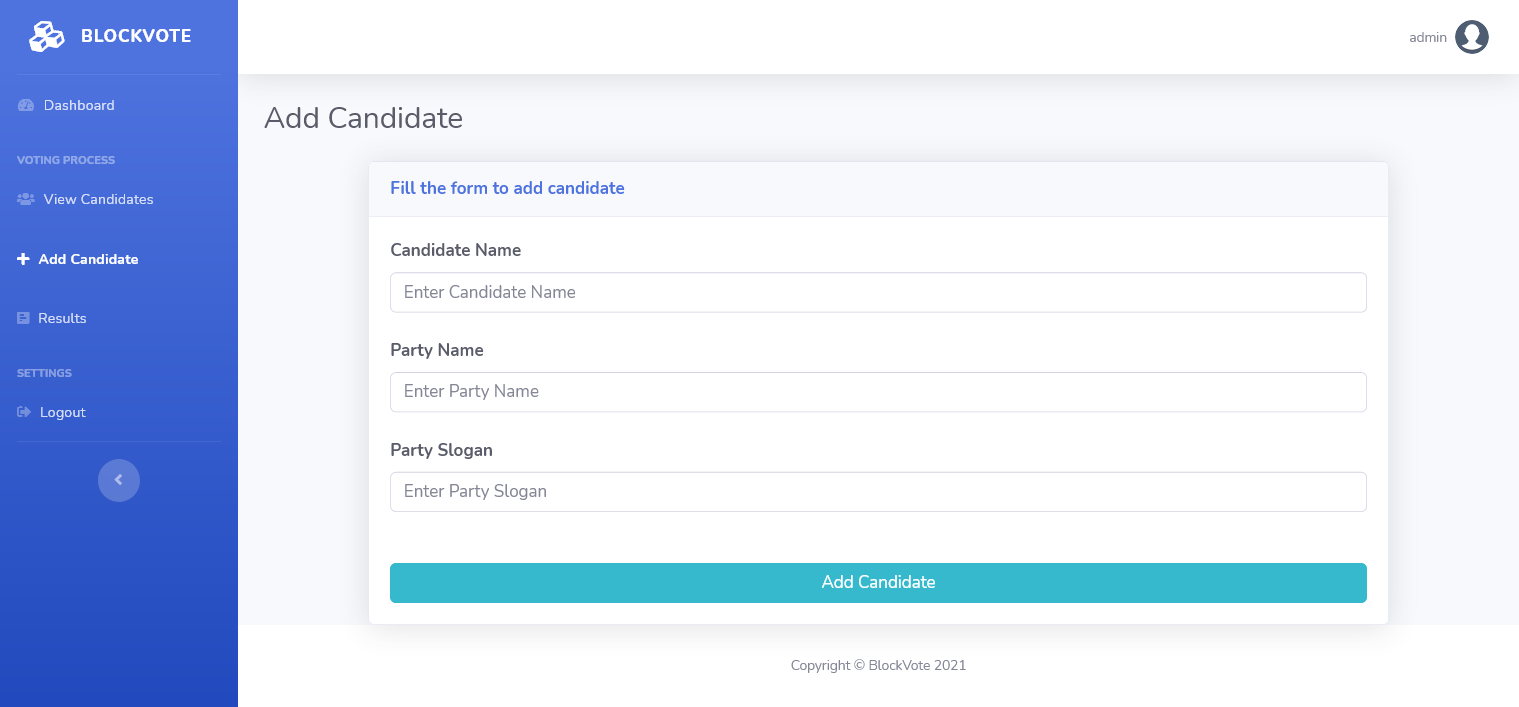 BLOCKVOTE
Dashboard
VOTING PROCESS
View Candidates
Add Candidate
Results
SETTINGS
Logout
admin
Add Candidate
Fill the form to add candidate
Candidate Name
Enter Candidate Name
Party Name
Enter Party Name
Party Slogan
Enter Party Slogan
Add Candidate
Copyright © BlockVote 2021